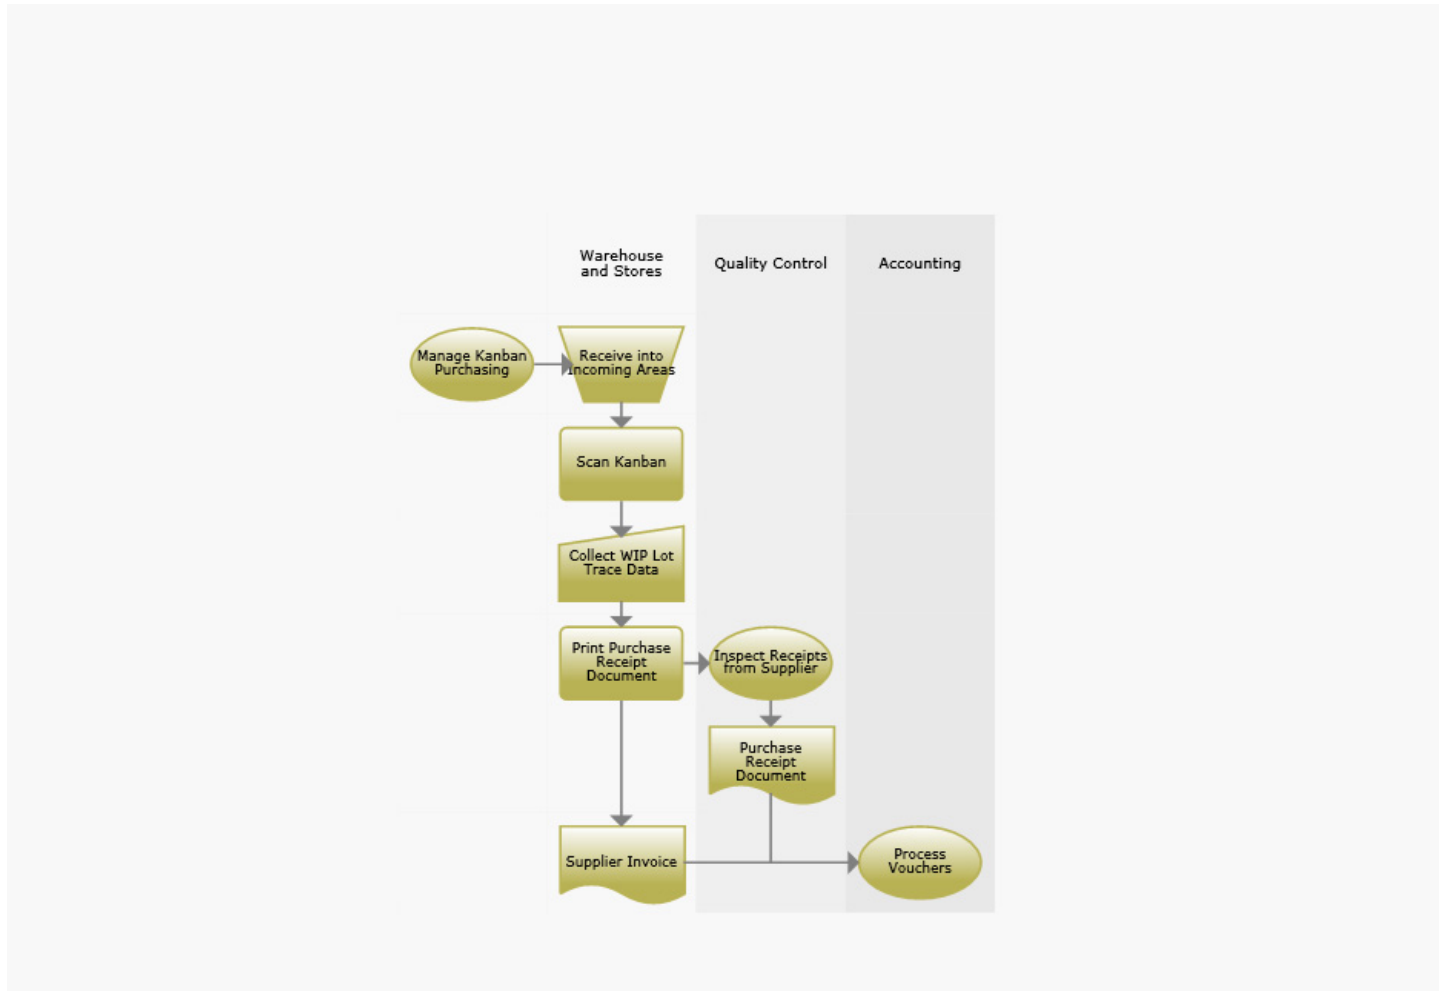 Warehouse
and Stores
Quality Control
Accounting
Manage Kanban
Purchasing
Receive into
Incoming Areas
Scan Kanban
Collect WIP Lot
Trace Data
Print Purchase
Receipt
Document
Inspect Receipts
from Supplier
Purchase
Receipt
Document
Supplier Invoice
Process
Vouchers